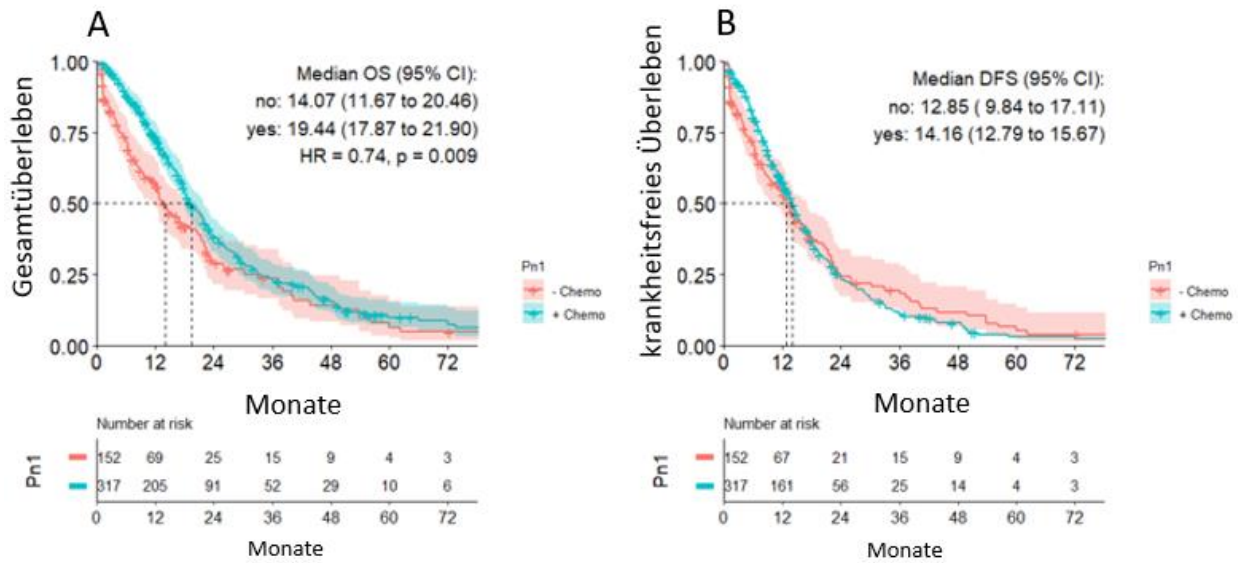 A
Gesamtüberleben
1.00
0.75
0.50
0.25
0.00
Median OS (95% CI):
no: 14.07 (11.67 to 20.46)
yes: 19.44 (17.87 to 21.90)
HR = 0.74, p = 0.009
Pn1
- Chemo
+ Chemo
0 12 24 36 48 60 72
Monate
Number at risk
Pn1
152 69 25 15 9 4 3
317 205 91 52 29 10 6
0 12 24 36 48 60 72
Monate
B
krankheitsfreies Überleben
1.00
0.75
0.50
0.25
0.00
Median DFS (95% CI):
no: 12.85 ( 9.84 to 17.11)
yes: 14.16 (12.79 to 15.67)
Pn1
- Chemo
+ Chemo
0 12 24 36 48 60 72
Monate
Number at risk
Pn1
152 67 21 15 9 4 3
317 161 56 25 14 4 3
0 12 24 36 48 60 72
Monate